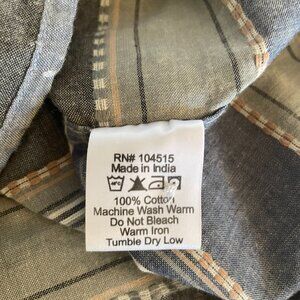 RN# 104515
Made in India
100% Cotton
Machine Wash Warm
Do Not Bleach
Warm Iron
Tumble Dry Low